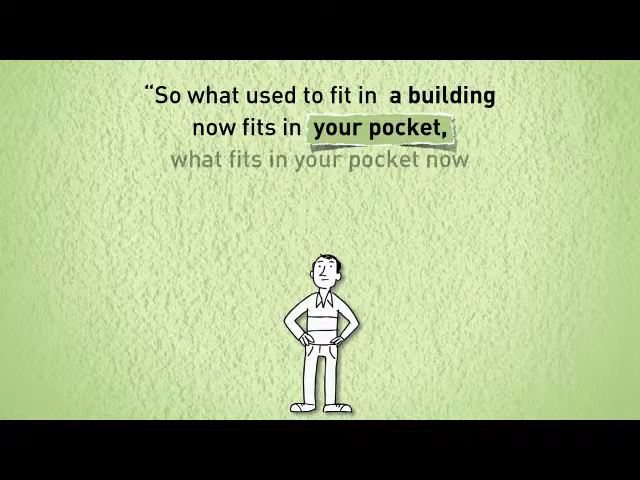 “So what used to fit in a building
now fits in your pocket,
what fits in your pocket now